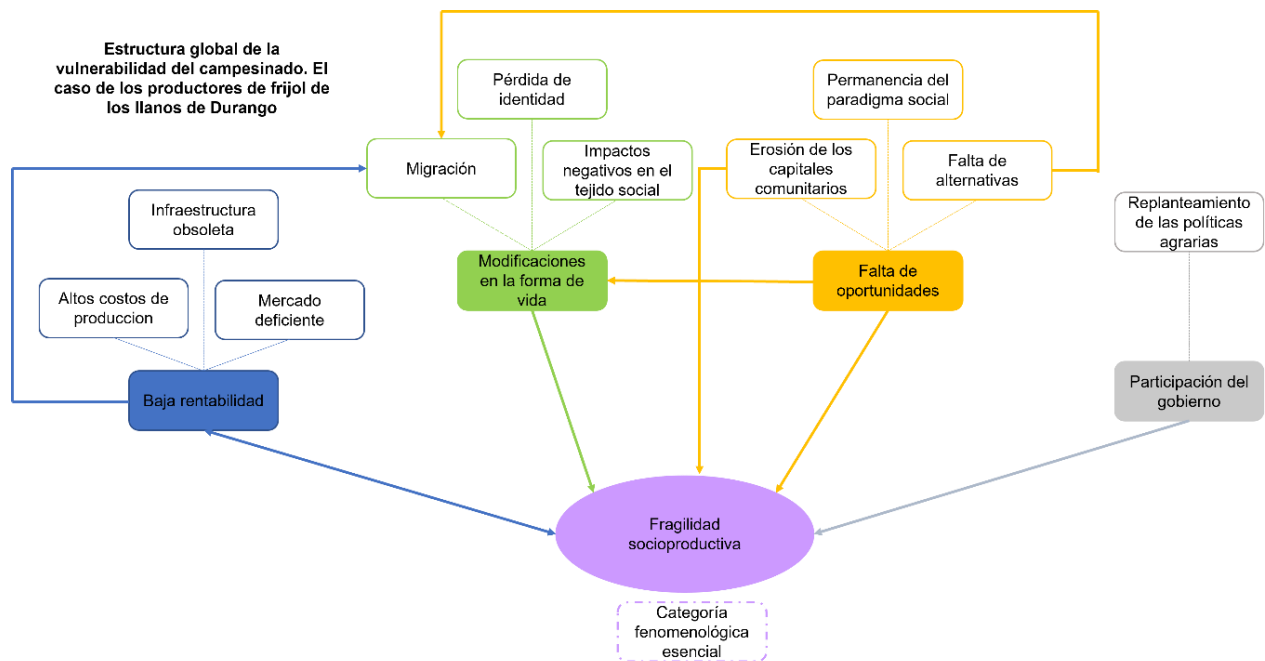 Estructura global de la
vulnerabilidad del campesinado. El
caso de los productores de frijol de
los llanos de Durango
Pérdida de
identidad
Permanencia del
paradigma social
Migración
Impactos
negativos en el
tejido social
Erosión de los
capitales
comunitarios
Falta de
alternativas
Infraestructura
obsoleta
Replanteamiento
de las políticas
agrarias
Altos costos de
produccion
Mercado
deficiente
Modificaciones
en la forma de
vida
Falta de
oportunidades
Baja rentabilidad
Participación del
gobierno
Fragilidad
socioproductiva
Categoría
fenomenológica
esencial